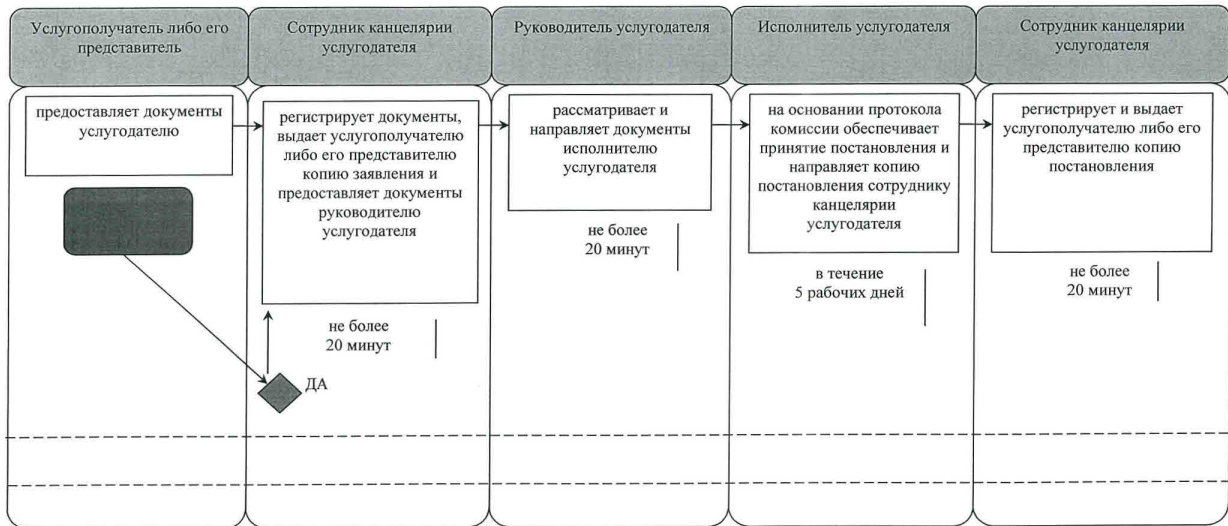 Услугополучатель либо его
представитель
Сотрудник канцелярии
услугодателя
Руководитель услугодателя
Исполнитель услугодателя
Сотрудник канцелярии
услугодателя
предоставляет документы
услугодателю
регистрирует документы,
выдает услугополучателю
либо его представителю
копию заявления и
предоставляет документы
руководителю
услугодателя
не более
20 минут
ДА
рассматривает и
направляет документы
исполнителю
услугодателя
не более
20 минут
на основании протокола
комиссии обеспечивает
принятие постановления и
направляет копию
постановления сотруднику
канцелярии
услугодателя
в течение
5 рабочих дней
регистрирует и выдает
услугополучателю либо его
представителю копию
постановления
не более
20 минут